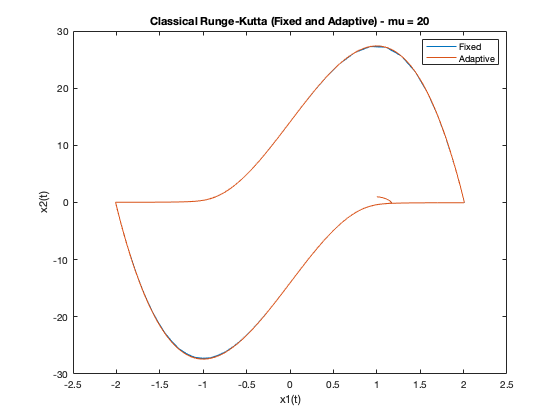 Classical Runge-Kutta (Fixed and Adaptive) - mu = 20
30
Fixed
Adaptive
20
10
x2(t)
0
-10
-20
-30
-2.5 -2 -1.5 -1 -0.5 0 0.5 1 1.5 2 2.5
x1(t)